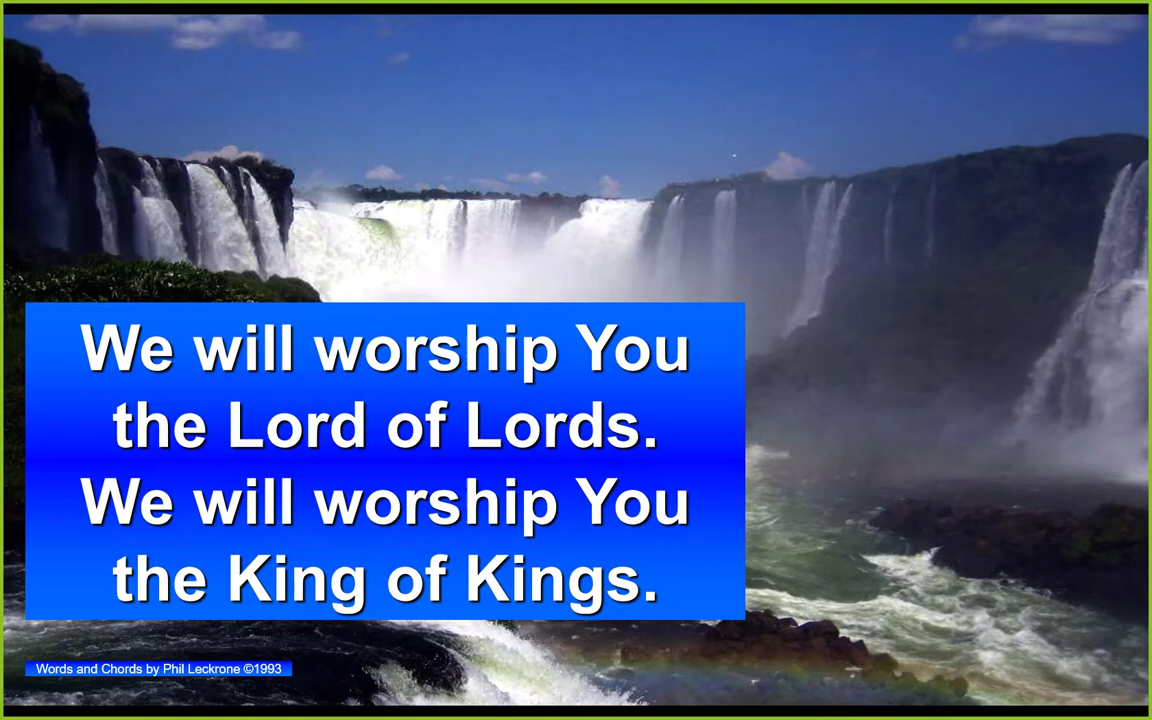 We will worship You
the Lord of Lords.
We will worship You
the King of Kings.
Words and Chords by Phil Leckrone ©1993